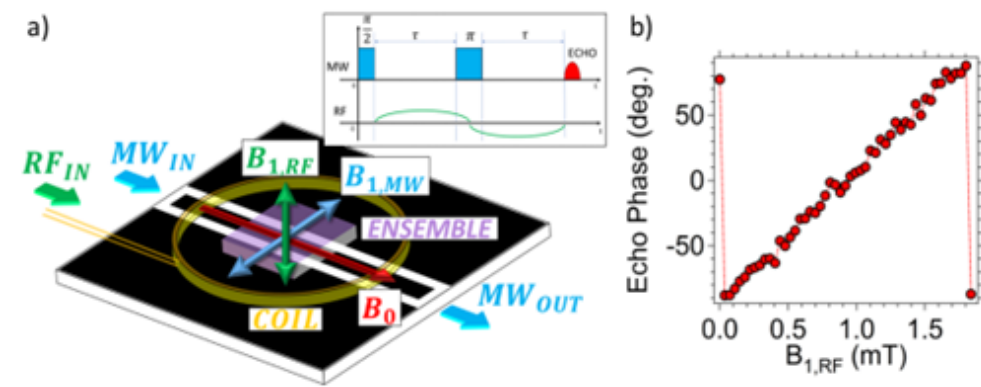 a)
π/2
τ
π
τ
ECHO
MW
RF
RF_IN
MW_IN
B_1,RF
B_1,MW
ENSEMBLE
COIL
B_0
MW_OUT
b)
Echo Phase (deg.)
50
0
-50
0.0 0.5 1.0 1.5
B_1,RF (mT)